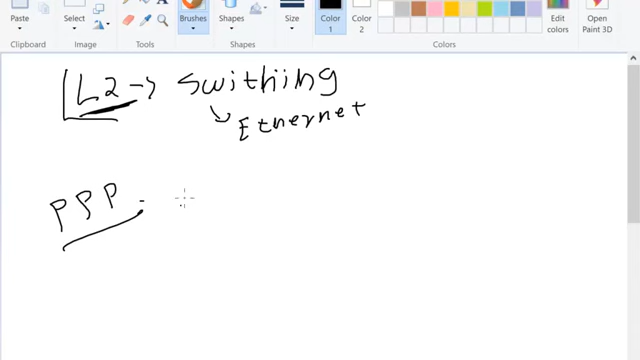 Paste
Select
Brushes
Shapes
Size
Color
1
Color
2
Edit
colors
Open
Paint 3D
Clipboard
Image
Tools
Colors
L2 -> swithing
Ethernet
PPP -